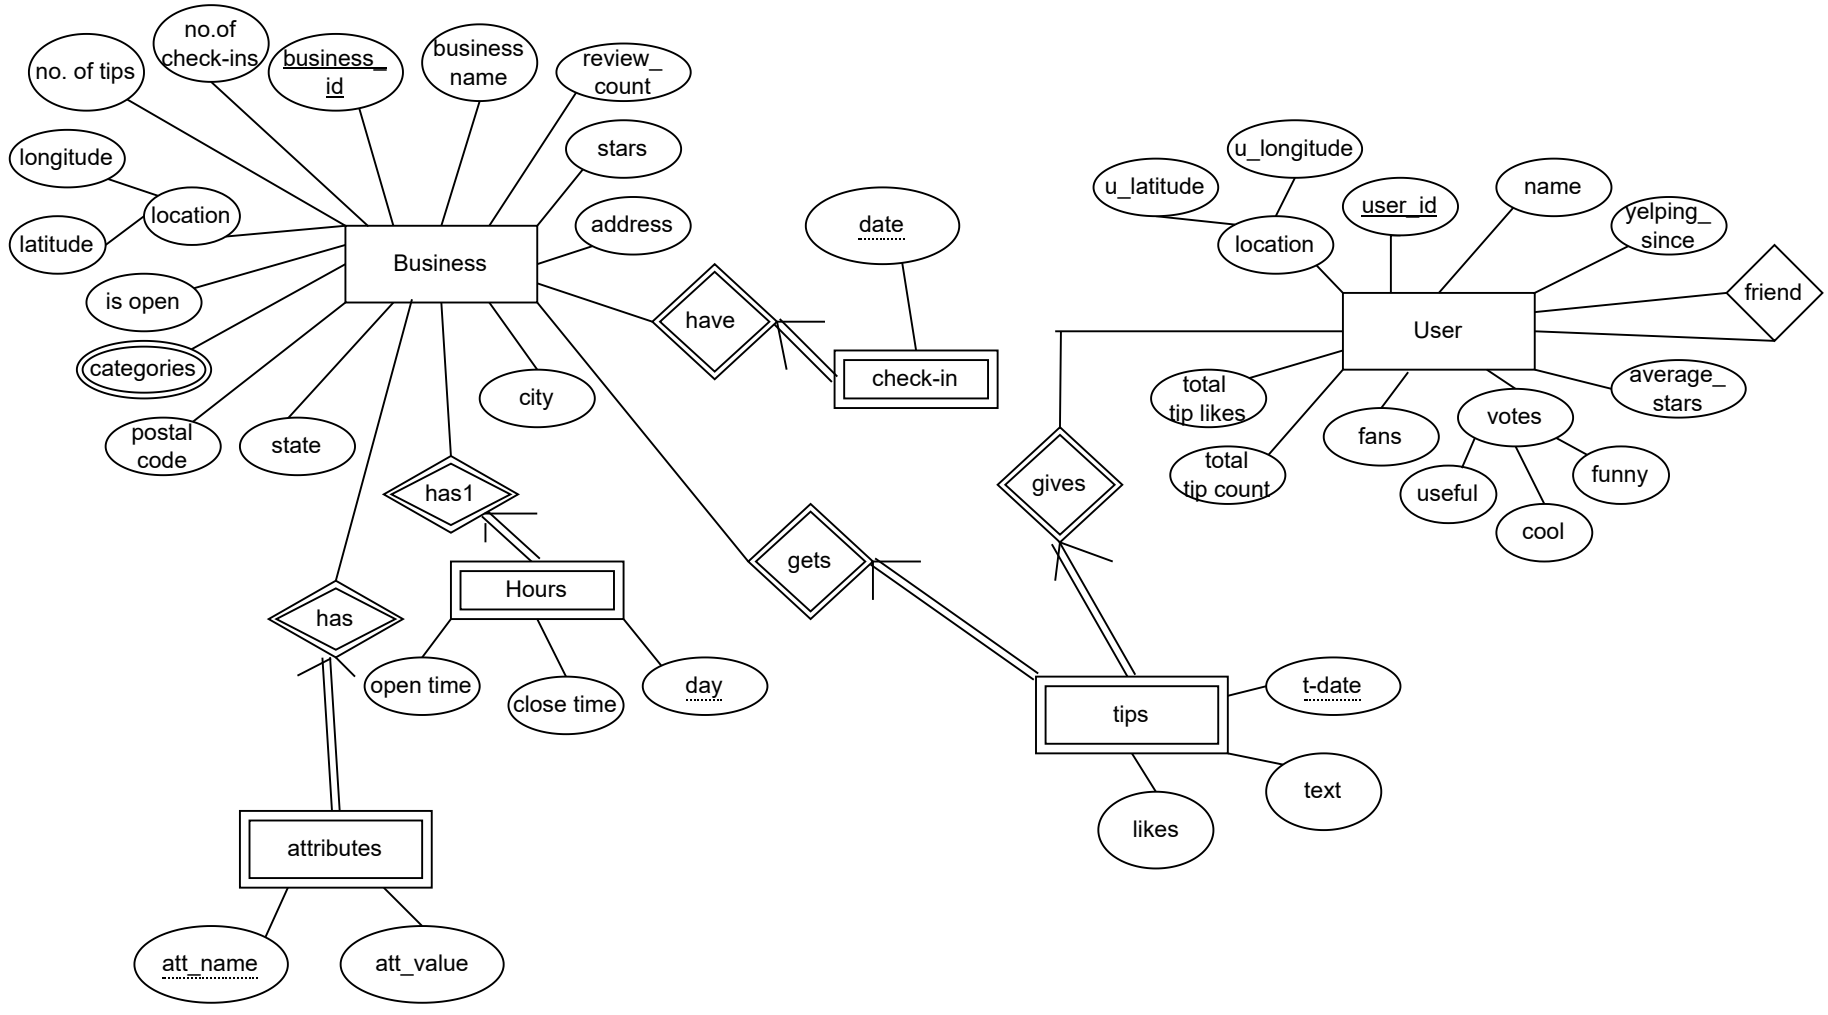 no.of
check-ins
no. of tips
business_
id
business
name
review_
count
longitude
location
latitude
is open
categories
postal
code
state
Business
stars
address
city
have
date
check-in
has1
Hours
open time
close time
day
has
attributes
att_name
att_value
gets
gives
tips
t-date
text
likes
u_longitude
u_latitude
location
user_id
name
yelping_
since
friend
User
total
tip likes
total
tip count
fans
votes
useful
cool
funny
average_
stars